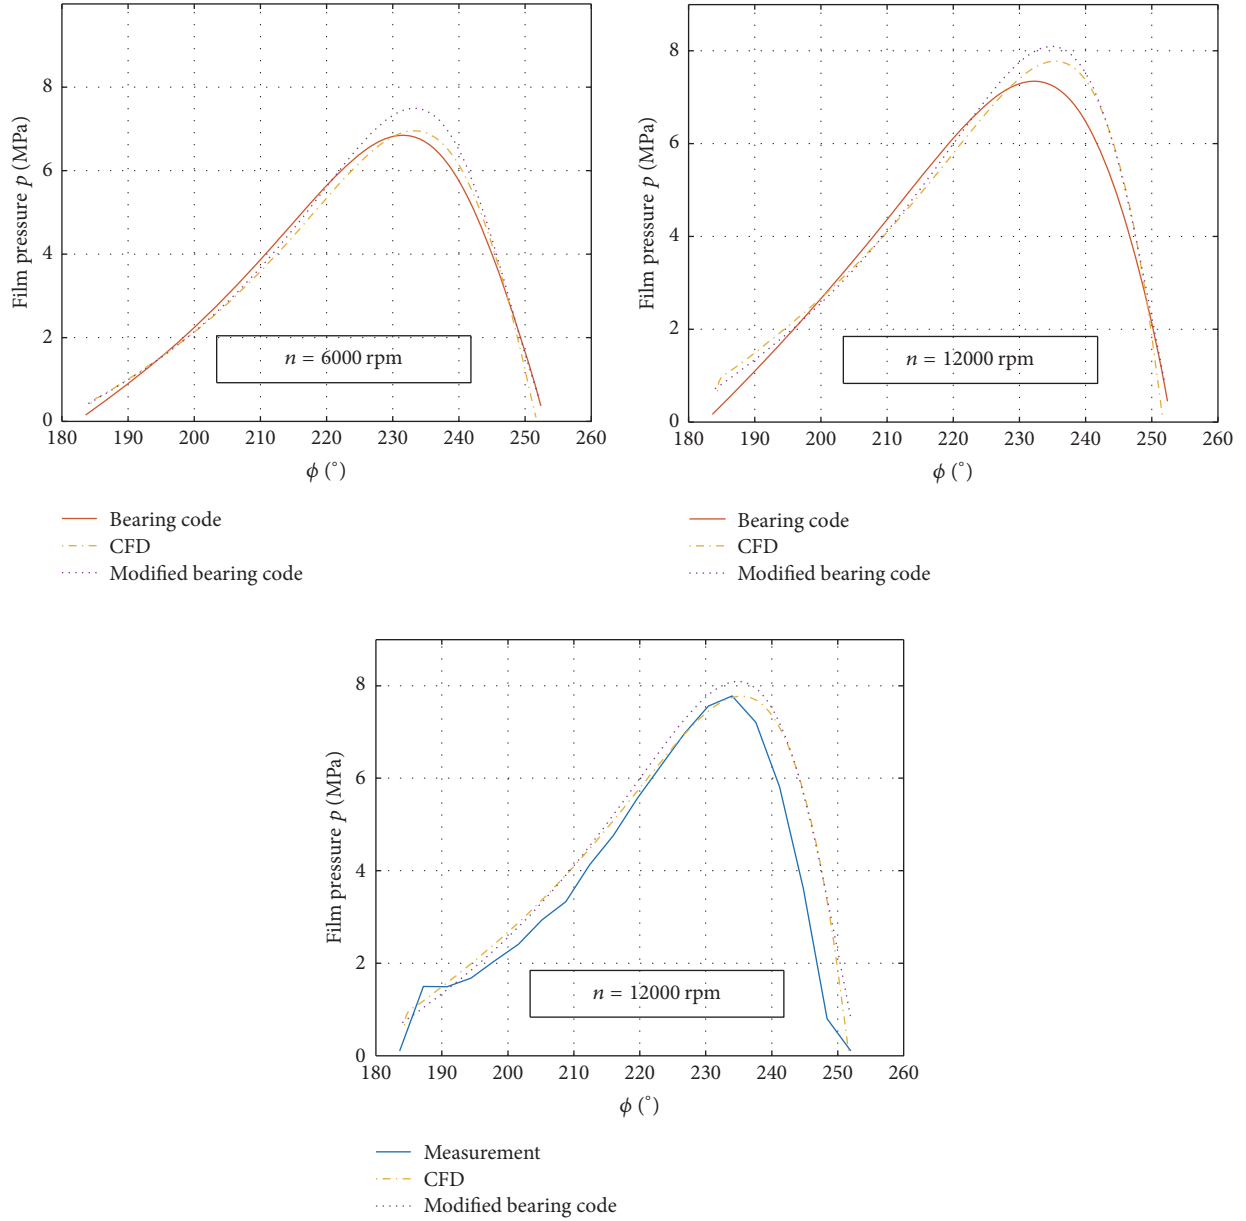 Film pressure p (MPa)
8
6
4
2
0
n = 6000 rpm
180 190 200 210 220 230 240 250 260
ϕ (°)
Bearing code
CFD
Modified bearing code
Film pressure p (MPa)
8
6
4
2
0
n = 12000 rpm
180 190 200 210 220 230 240 250 260
ϕ (°)
Bearing code
CFD
Modified bearing code
Film pressure p (MPa)
8
6
4
2
0
n = 12000 rpm
180 190 200 210 220 230 240 250 260
ϕ (°)
Measurement
CFD
Modified bearing code